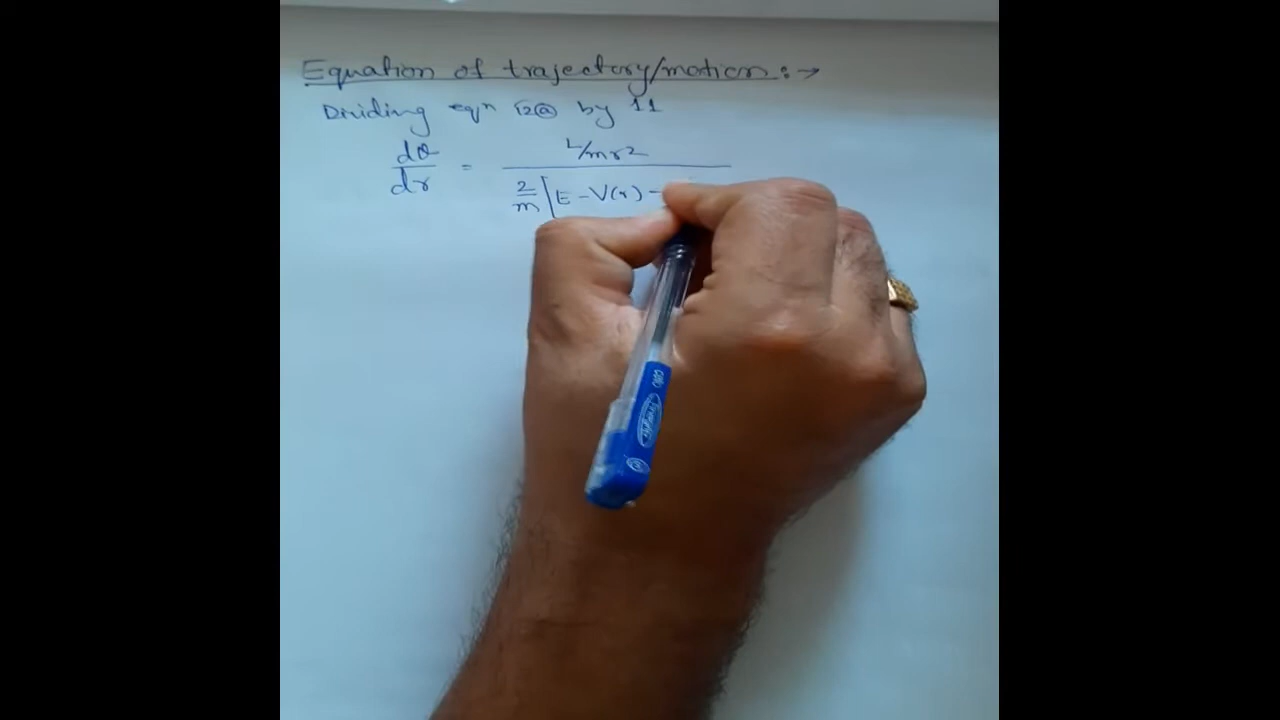 Equation of trajectory/motion :→
Dividing eqn 12ⓐ by 11
dθ/dr = L/mr² / 2/m [E - V(r) -